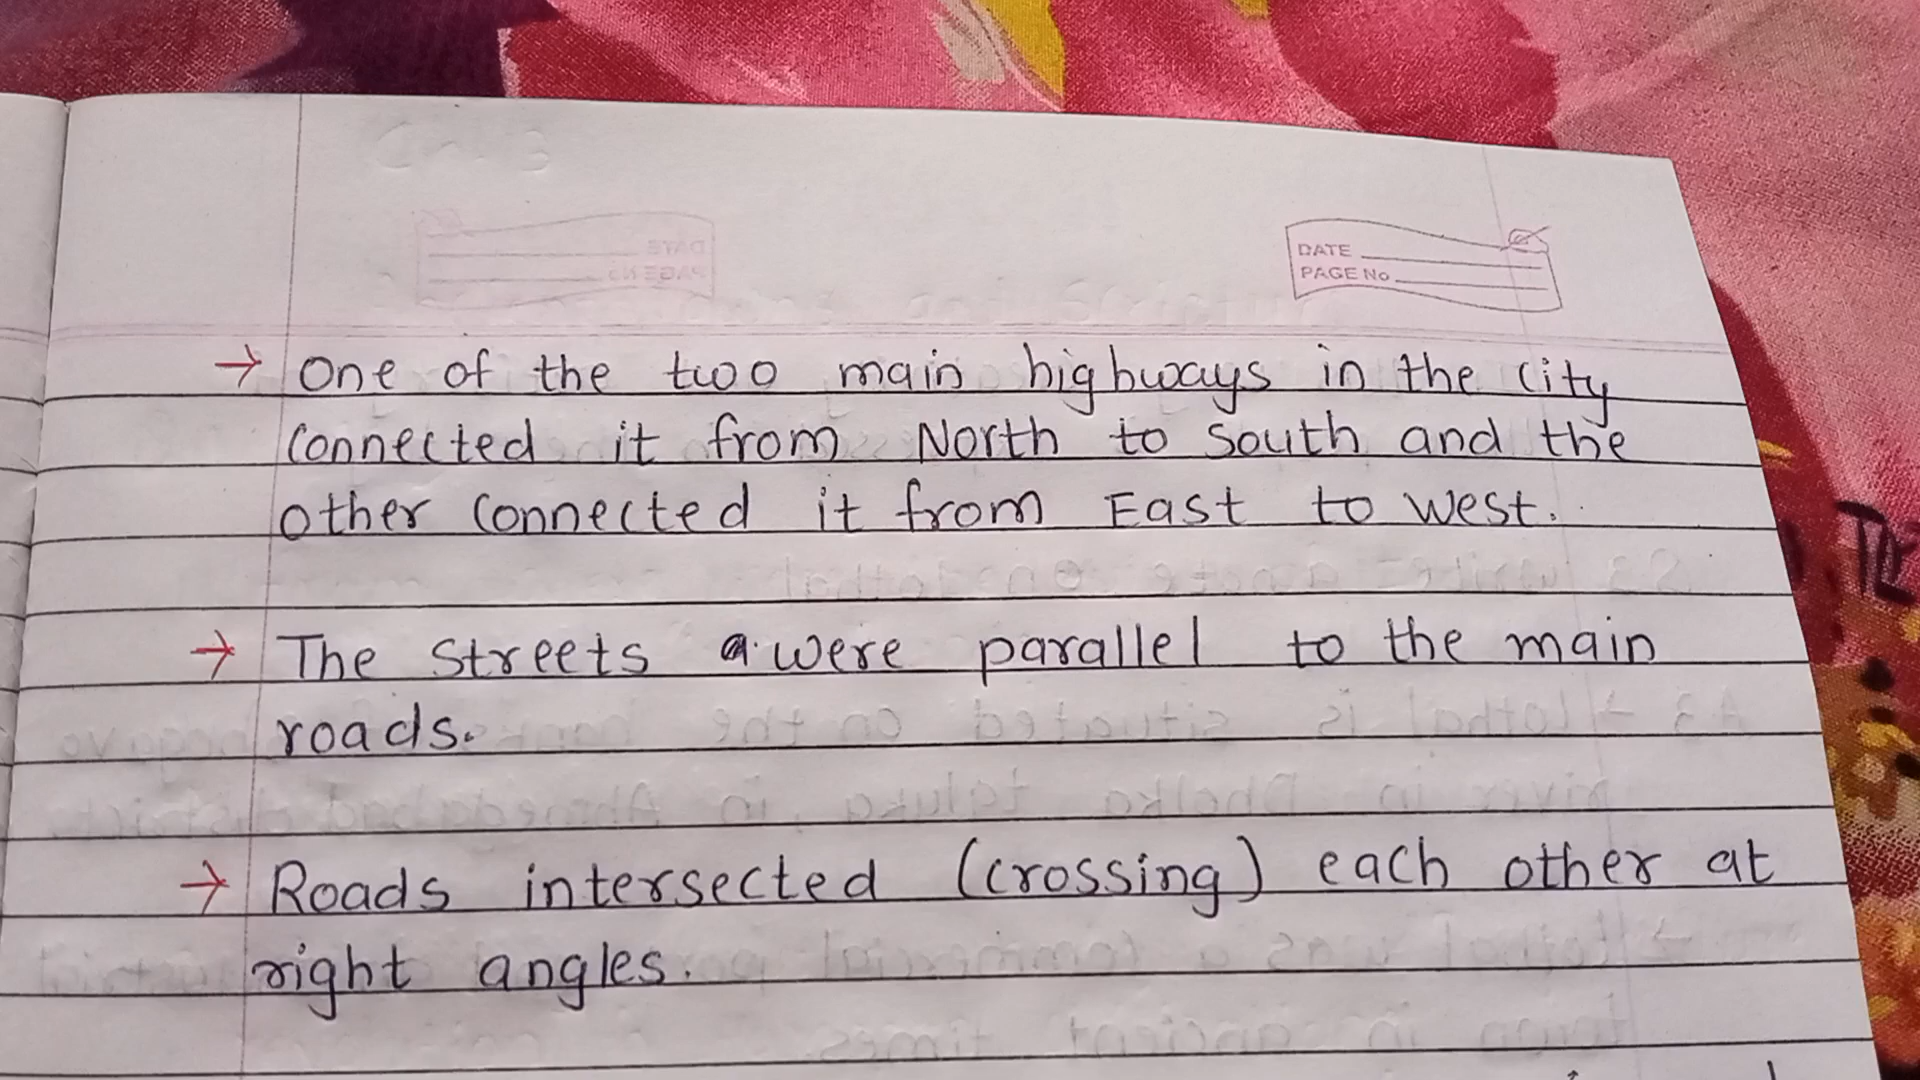 DATE
PAGE No
→ One of the two main highways in the city
connected it from North to South and the
other connected it from East to west.
→ The streets were parallel to the main
roads.
→ Roads intersected (crossing) each other at
right angles.